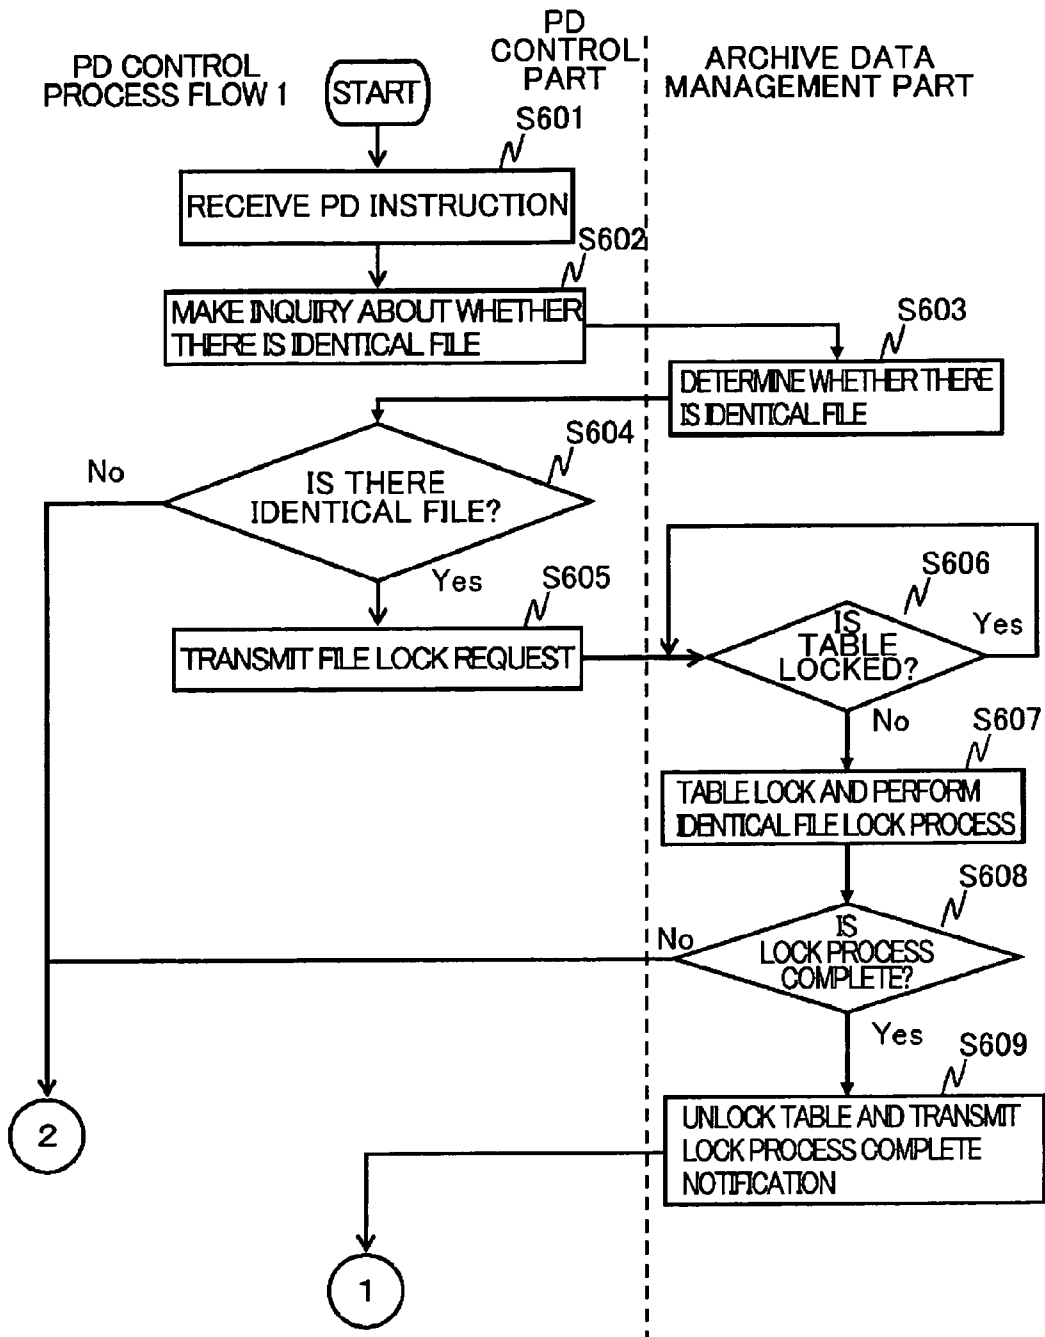 PD CONTROL
PROCESS FLOW 1
START
PD
CONTROL
PART
ARCHIVE DATA
MANAGEMENT PART
S601
RECEIVE PD INSTRUCTION
S602
MAKE INQUIRY ABOUT WHETHER
THERE IS IDENTICAL FILE
S603
DETERMINE WHETHER THERE
IS IDENTICAL FILE
S604
No
IS THERE
IDENTICAL FILE?
Yes
S605
TRANSMIT FILE LOCK REQUEST
S606
IS
TABLE
LOCKED?
Yes
No
S607
TABLE LOCK AND PERFORM
IDENTICAL FILE LOCK PROCESS
S608
No
IS
LOCK PROCESS
COMPLETE?
Yes
S609
UNLOCK TABLE AND TRANSMIT
LOCK PROCESS COMPLETE
NOTIFICATION
2
1